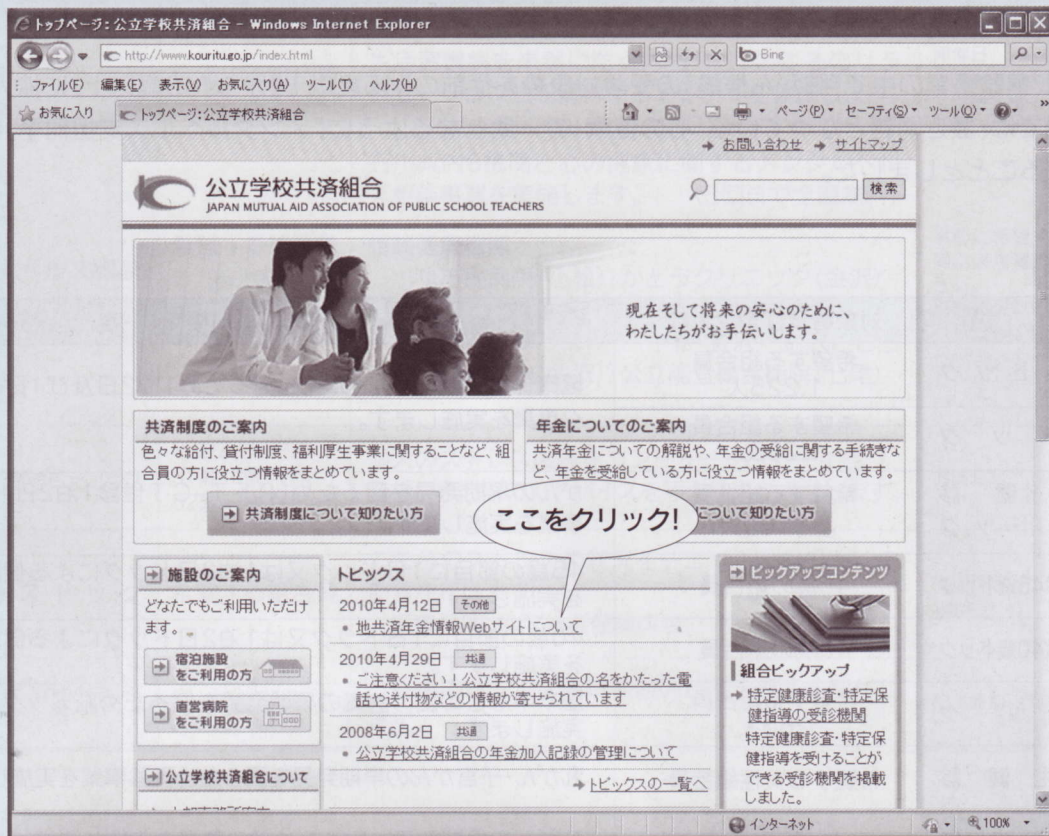 トップページ:公立学校共済組合 - Windows Internet Explorer
http://www.kouritu.go.jp/index.html
Bing
ファイル(F) 編集(E) 表示(V) お気に入り(A) ツール(T) ヘルプ(H)
お気に入り
トップページ:公立学校共済組合
ページ(P) セーフティ(S) ツール(O)
お問い合わせ サイトマップ
公立学校共済組合
JAPAN MUTUAL AID ASSOCIATION OF PUBLIC SCHOOL TEACHERS
検索
現在そして将来の安心のために、
わたしたちがお手伝いします。
共済制度のご案内
色々な給付、貸付制度、福利厚生事業に関することなど、組
合員の方に役立つ情報をまとめています。
共済制度について知りたい方
年金についてのご案内
共済年金についての解説や、年金の受給に関する手続きな
ど、年金を受給している方に役立つ情報をまとめています。
について知りたい方
ここをクリック!
施設のご案内
どなたでもご利用いただけ
ます。
宿泊施設
をご利用の方
直営病院
をご利用の方
公立学校共済組合について
トピックス
2010年4月12日 その他
・地共済年金情報Webサイトについて
2010年4月29日 共通
・ご注意ください!公立学校共済組合の名をかたった電
話や送付物などの情報が寄せられています
2008年6月2日 共通
・公立学校共済組合の年金加入記録の管理について
トピックスの一覧へ
ピックアップコンテンツ
組合ピックアップ
特定健康診査・特定保
健指導の受診機関
特定健康診査・特定保
健指導を受けることが
できる受診機関を掲載
しました。
インターネット
100%